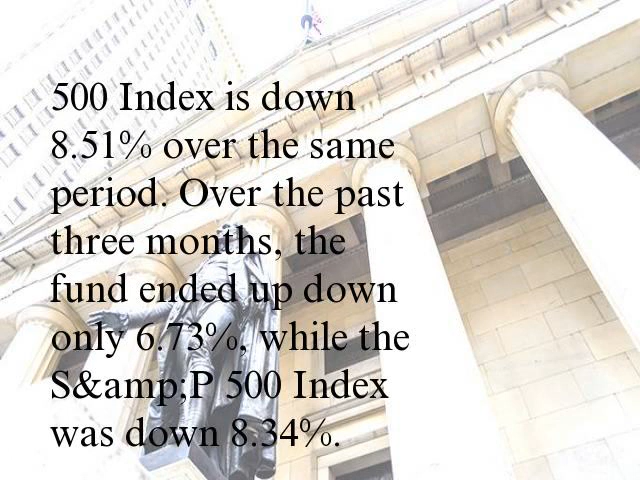 500 Index is down
8.51% over the same
period. Over the past
three months, the
fund ended up down
only 6.73%, while the
S&amp;P 500 Index
was down 8.34%.